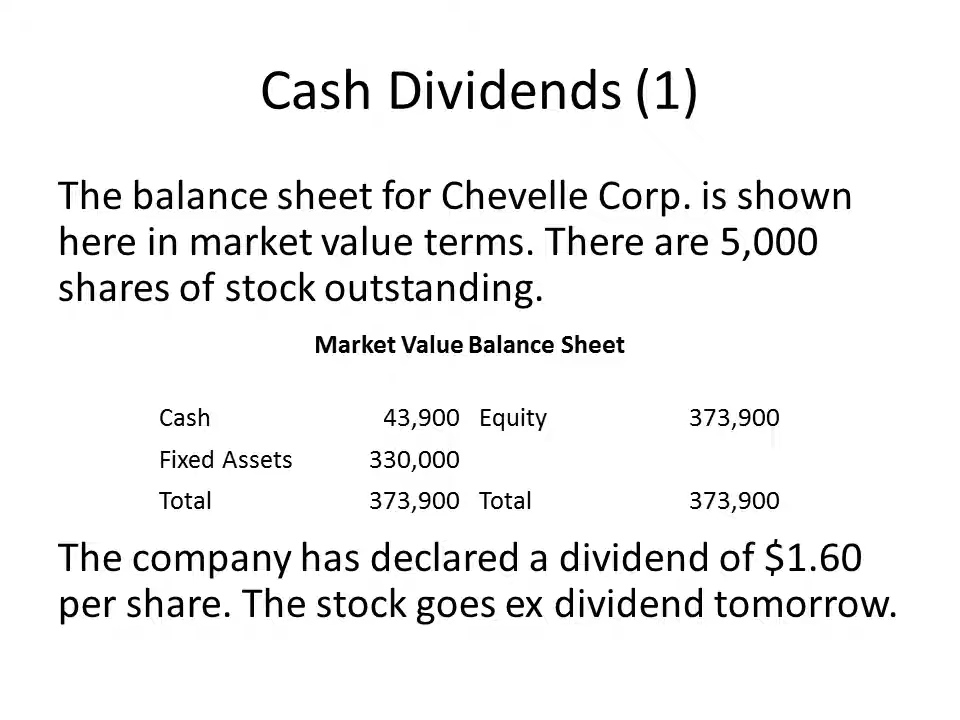 Cash Dividends (1)
The balance sheet for Chevelle Corp. is shown
here in market value terms. There are 5,000
shares of stock outstanding.
Market Value Balance Sheet
Cash 43,900 Equity 373,900
Fixed Assets 330,000
Total 373,900 Total 373,900
The company has declared a dividend of $1.60
per share. The stock goes ex dividend tomorrow.